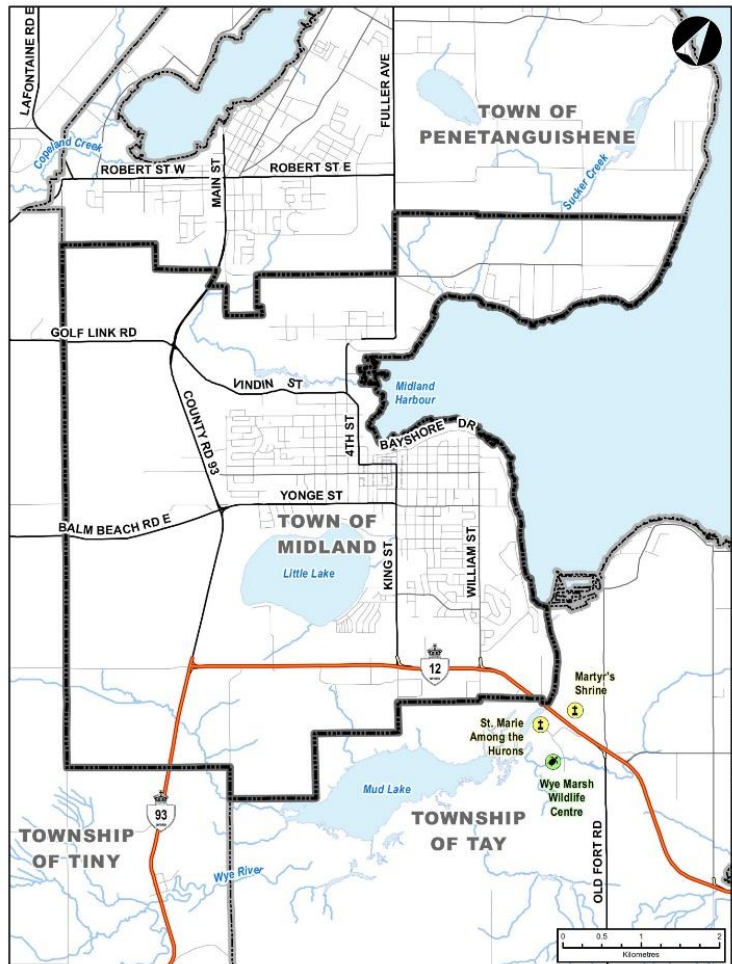 LAFONTAINE RD E
FULLER AVE
TOWN OF
PENETANGUISHENE
Copeland Creek
ROBERT ST W
MAIN ST
ROBERT ST E
Sucker Creek
GOLF LINK RD
VINDIN ST
Midland
Harbour
COUNTY RD 93
4TH ST
BAYSHORE DR
YONGE ST
BALM BEACH RD E
TOWN OF
MIDLAND
Little Lake
KING ST
WILLIAM ST
12
Martyr's
Shrine
St. Marie
Among the
Hurons
Wye Marsh
Wildlife
Centre
Mud Lake
93
TOWNSHIP
OF TINY
TOWNSHIP
OF TAY
Wye River
OLD FORT RD
0 0.5 1 2
Kilometres